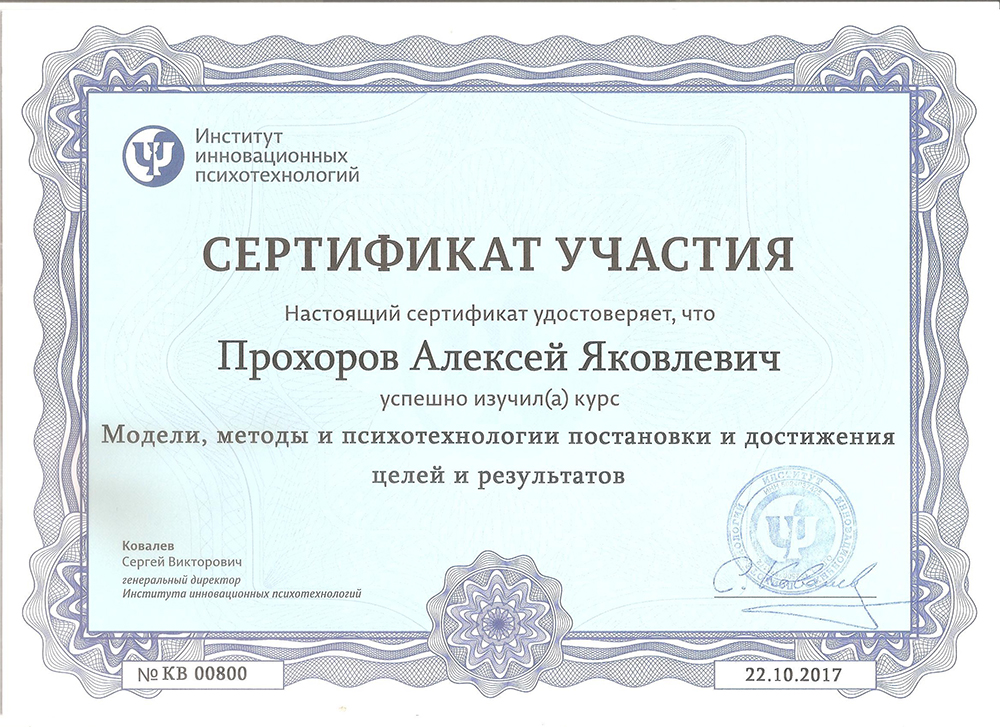 Институт
инновационных
психотехнологий
СЕРТИФИКАТ УЧАСТИЯ
Настоящий сертификат удостоверяет, что
Прохоров Алексей Яковлевич
успешно изучил(а) курс
Модели, методы и психотехнологии постановки и достижения
целей и результатов
Ковалев
Сергей Викторович
генеральный директор
Института инновационных психотехнологий
С. Ковалев
№ КВ 00800
22.10.2017